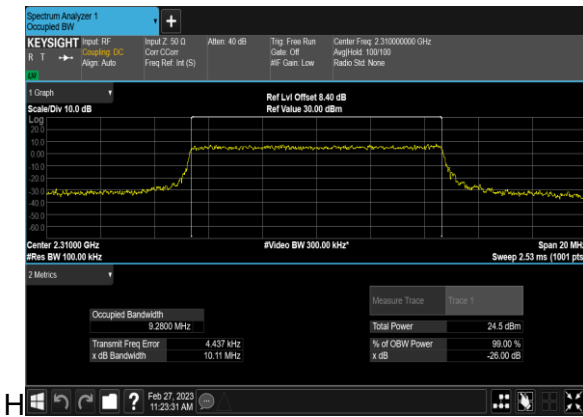 Spectrum Analyzer 1
Occupied BW
+
KEYSIGHT
R T
Input: RF
Coupling: DC
Align: Auto
Input Z: 50 Ω
Corr CCorr
Freq Ref: Int (S)
Atten: 40 dB
Trig: Free Run
Gate: Off
#IF Gain: Low
Center Freq: 2.310000000 GHz
Avg|Hold: 100/100
Radio Std: None
1 Graph
Scale/Div 10.0 dB
Ref Lvl Offset 8.40 dB
Ref Value 30.00 dBm
Log
20.0
10.0
0.00
-10.0
-20.0
-30.0
-40.0
-50.0
-60.0
Center 2.31000 GHz
#Res BW 100.00 kHz
#Video BW 300.00 kHz*
Span 20 MHz
Sweep 2.53 ms (1001 pts)
2 Metrics
Occupied Bandwidth
9.2800 MHz
Transmit Freq Error 4.437 kHz
x dB Bandwidth 10.11 MHz
Measure Trace Trace 1
Total Power 24.5 dBm
% of OBW Power 99.00 %
x dB -26.00 dB
H
?
Feb 27, 2023
11:23:31 AM